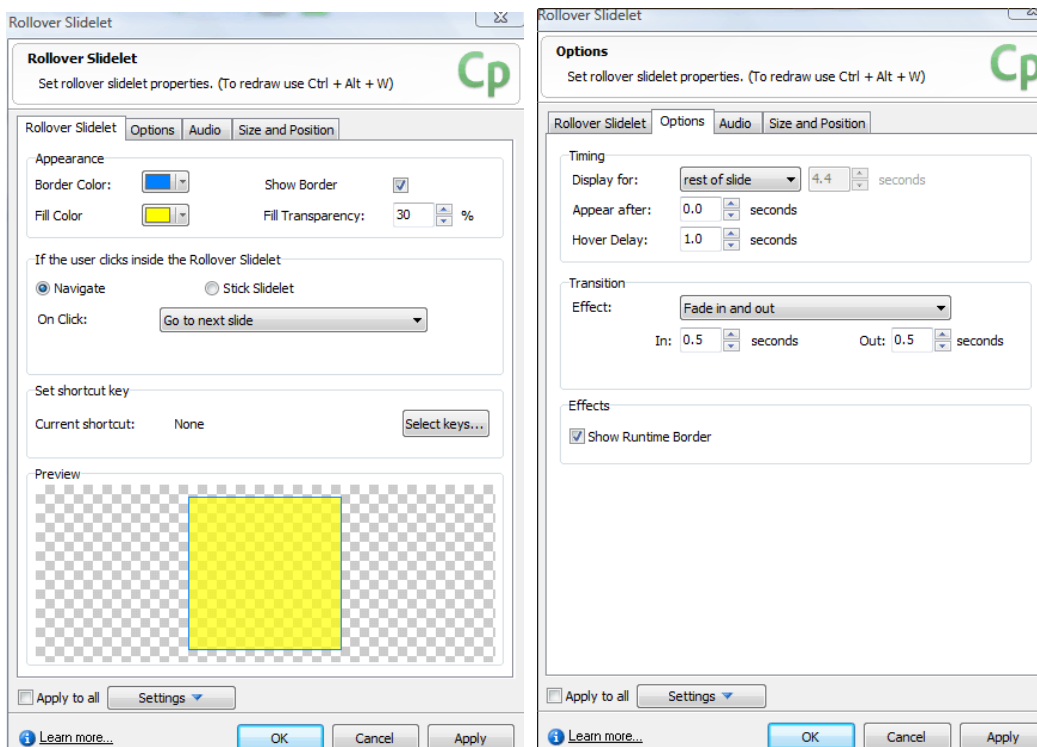 Rollover Slidelet
Rollover Slidelet
Set rollover slidelet properties. (To redraw use Ctrl + Alt + W)
Cp
Rollover Slidelet Options Audio Size and Position
Appearance
Border Color: Show Border
Fill Color Fill Transparency: 30 %
If the user clicks inside the Rollover Slidelet
Navigate Stick Slidelet
On Click: Go to next slide
Set shortcut key
Current shortcut: None Select keys...
Preview
Apply to all Settings
Learn more... OK Cancel Apply
Rollover Slidelet
Options
Set rollover slidelet properties. (To redraw use Ctrl + Alt + W)
Cp
Rollover Slidelet Options Audio Size and Position
Timing
Display for: rest of slide 4.4 seconds
Appear after: 0.0 seconds
Hover Delay: 1.0 seconds
Transition
Effect: Fade in and out
In: 0.5 seconds Out: 0.5 seconds
Effects
Show Runtime Border
Apply to all Settings
Learn more... OK Cancel Apply